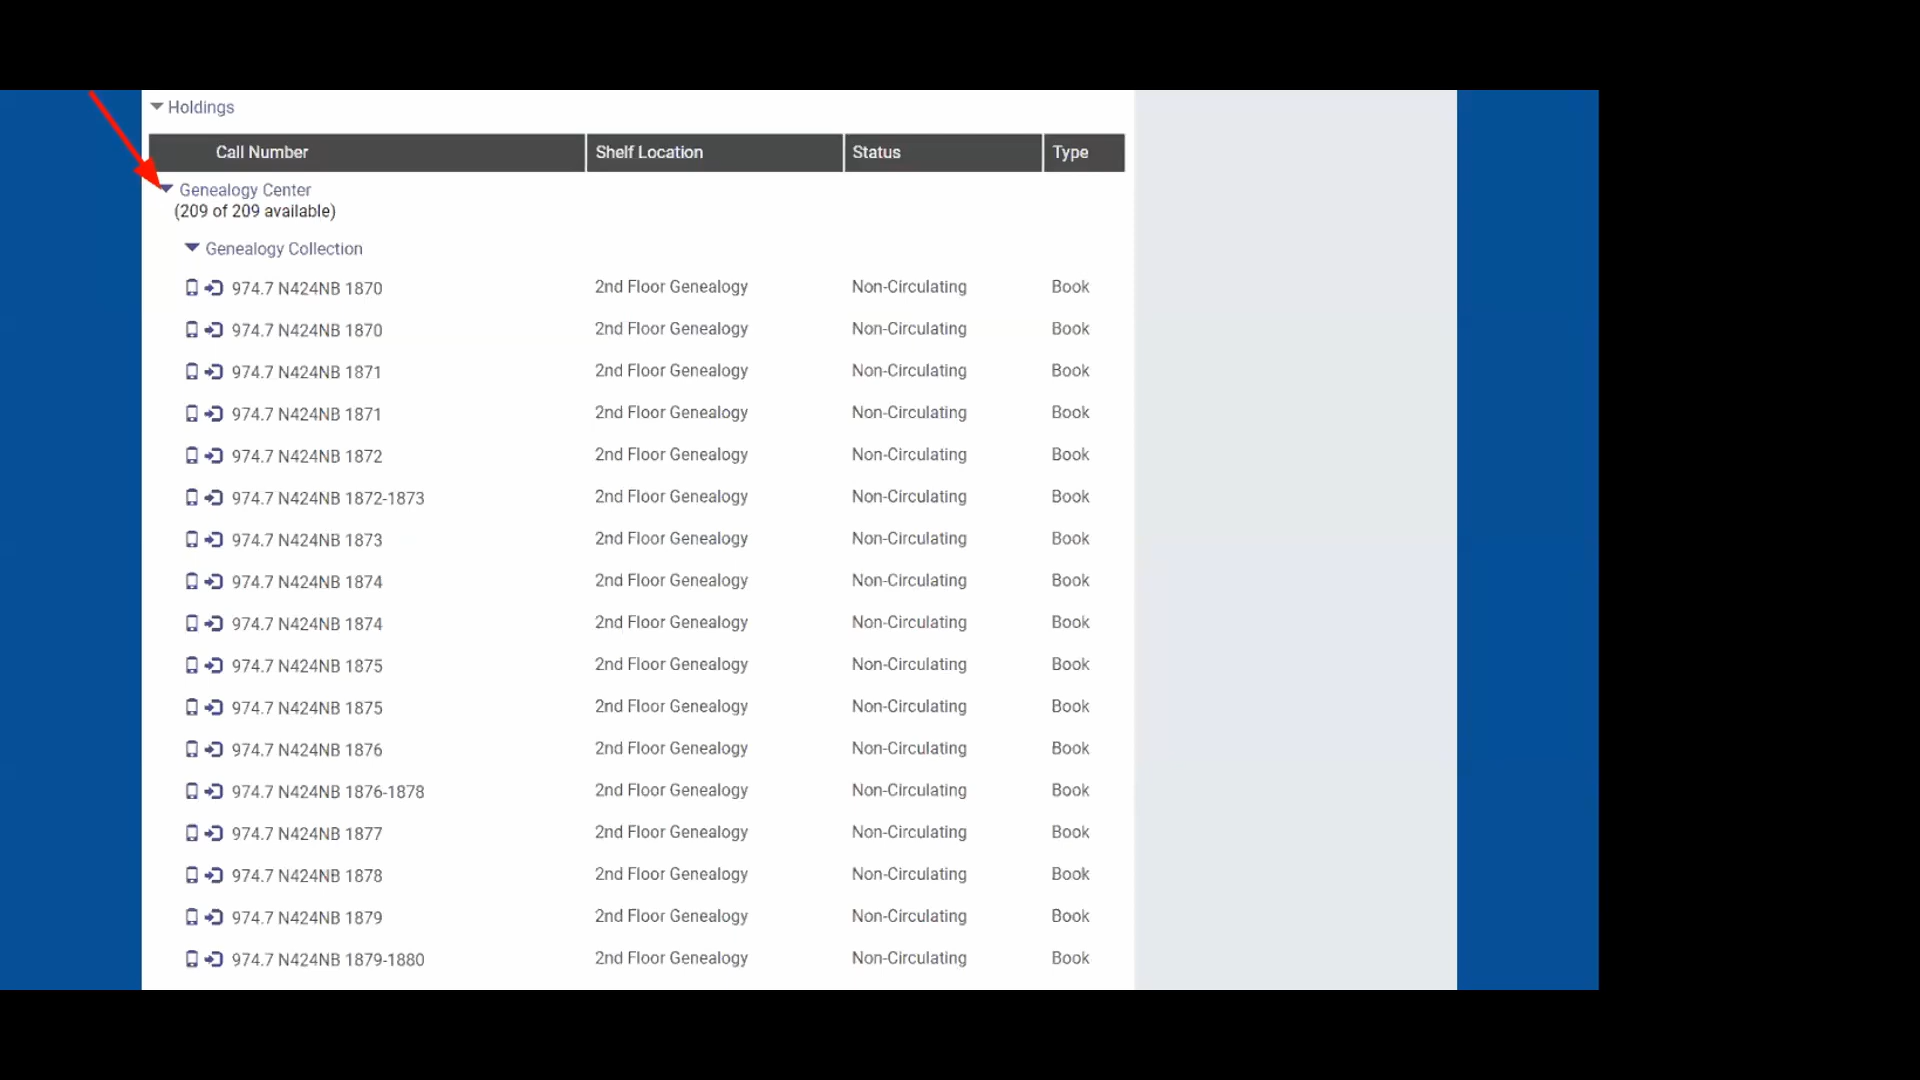 Holdings
Call Number Shelf Location Status Type
Genealogy Center
(209 of 209 available)
Genealogy Collection
974.7 N424NB 1870 2nd Floor Genealogy Non-Circulating Book
974.7 N424NB 1870 2nd Floor Genealogy Non-Circulating Book
974.7 N424NB 1871 2nd Floor Genealogy Non-Circulating Book
974.7 N424NB 1871 2nd Floor Genealogy Non-Circulating Book
974.7 N424NB 1872 2nd Floor Genealogy Non-Circulating Book
974.7 N424NB 1872-1873 2nd Floor Genealogy Non-Circulating Book
974.7 N424NB 1873 2nd Floor Genealogy Non-Circulating Book
974.7 N424NB 1874 2nd Floor Genealogy Non-Circulating Book
974.7 N424NB 1874 2nd Floor Genealogy Non-Circulating Book
974.7 N424NB 1875 2nd Floor Genealogy Non-Circulating Book
974.7 N424NB 1875 2nd Floor Genealogy Non-Circulating Book
974.7 N424NB 1876 2nd Floor Genealogy Non-Circulating Book
974.7 N424NB 1876-1878 2nd Floor Genealogy Non-Circulating Book
974.7 N424NB 1877 2nd Floor Genealogy Non-Circulating Book
974.7 N424NB 1878 2nd Floor Genealogy Non-Circulating Book
974.7 N424NB 1879 2nd Floor Genealogy Non-Circulating Book
974.7 N424NB 1879-1880 2nd Floor Genealogy Non-Circulating Book